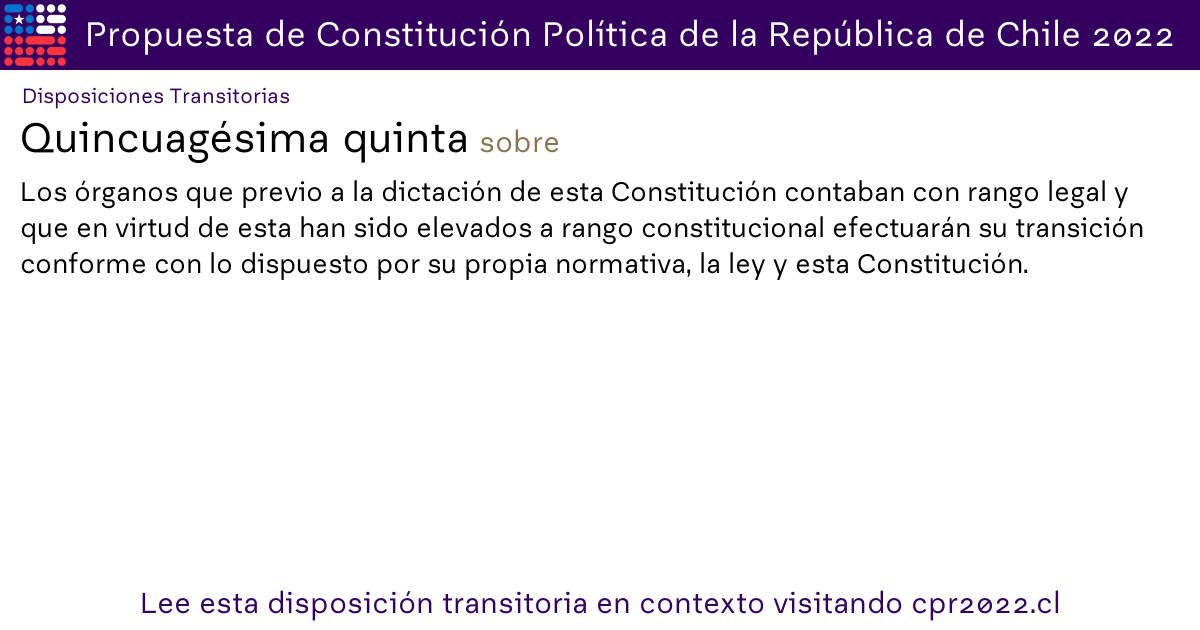 Propuesta de Constitución Política de la República de Chile 2022
Disposiciones Transitorias
Quincuagésima quinta sobre
Los órganos que previo a la dictación de esta Constitución contaban con rango legal y
que en virtud de esta han sido elevados a rango constitucional efectuarán su transición
conforme con lo dispuesto por su propia normativa, la ley y esta Constitución.
Lee esta disposición transitoria en contexto visitando cpr2022.cl